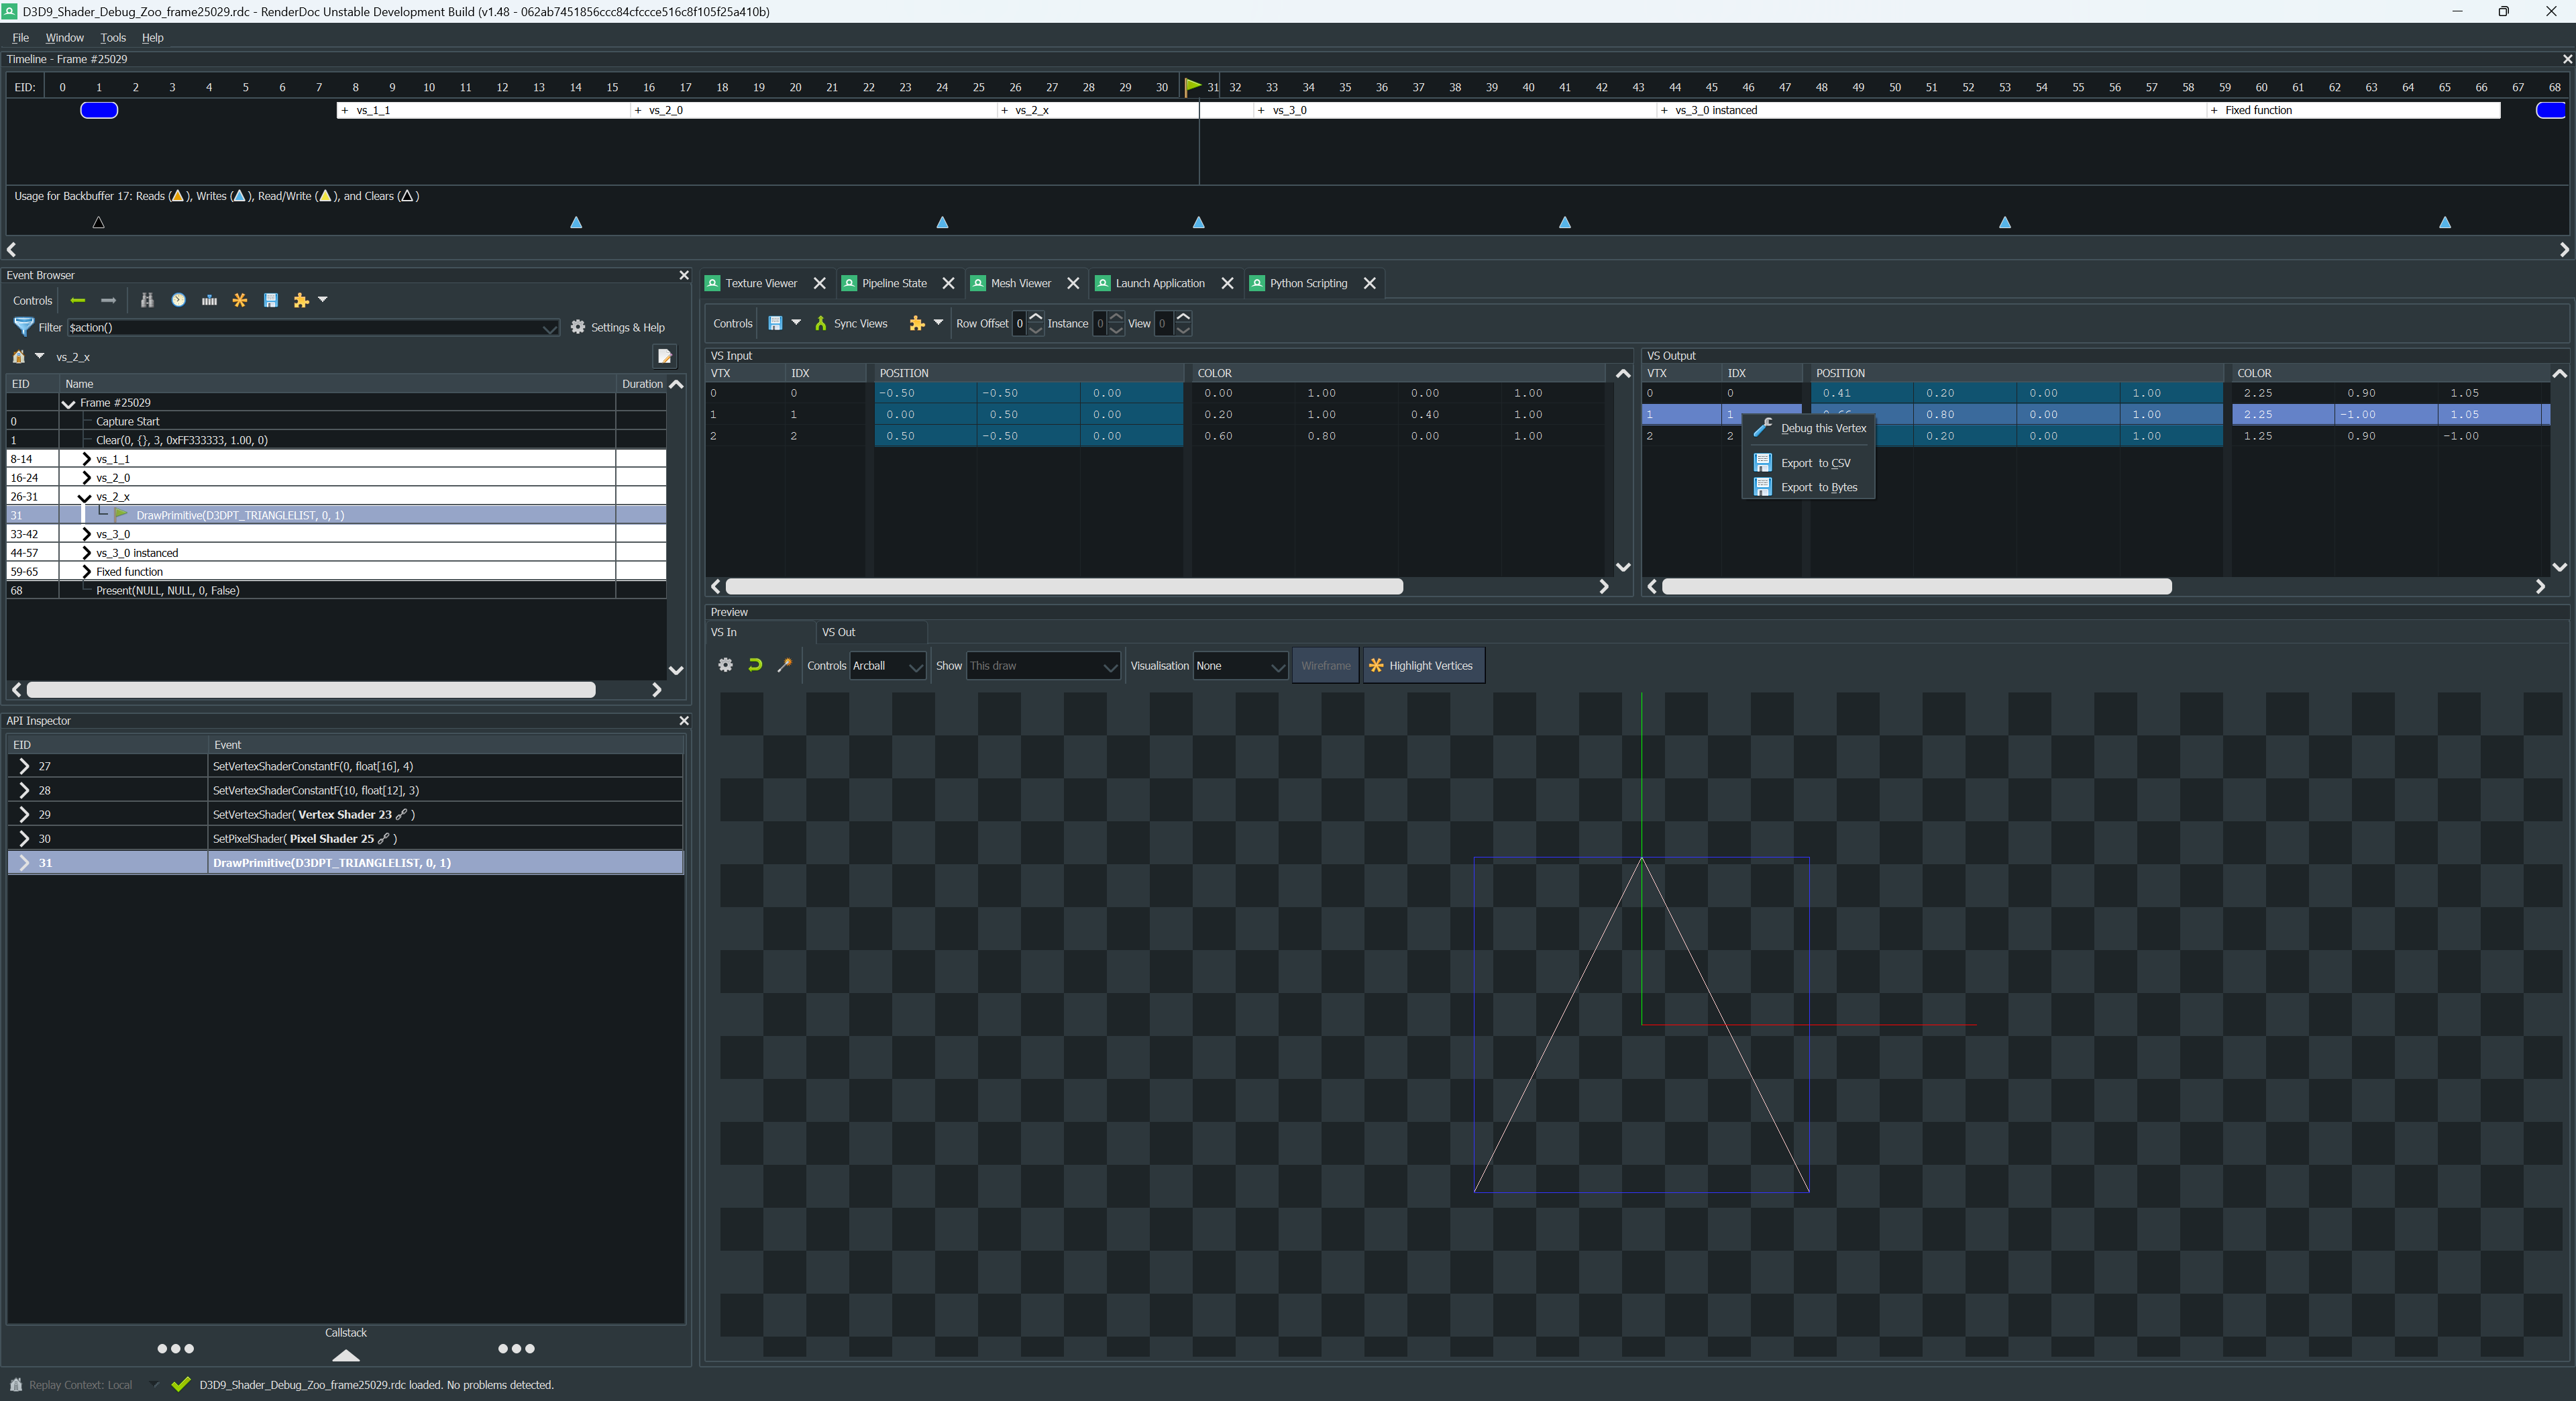 D3D9_Shader_Debug_Zoo_frame25029.rdc - RenderDoc Unstable Development Build (v1.48 - 062ab7451856ccc84cfccce516c8f105f25a410b)
File Window Tools Help
Timeline - Frame #25029
EID: 0 1 2 3 4 5 6 7 8 9 10 11 12 13 14 15 16 17 18 19 20 21 22 23 24 25 26 27 28 29 30 31 32 33 34 35 36 37 38 39 40 41 42 43 44 45 46 47 48 49 50 51 52 53 54 55 56 57 58 59 60 61 62 63 64 65 66 67 68
+ vs_1_1 + vs_2_0 + vs_2_x + vs_3_0 + vs_3_0 instanced + Fixed function
Usage for Backbuffer 17: Reads ( ), Writes ( ), Read/Write ( ), and Clears ( )
Event Browser
Controls
Filter $action() Settings & Help
vs_2_x
EID Name Duration
Frame #25029
0 Capture Start
1 Clear(0, {}, 3, 0xFF333333, 1.00, 0)
8-14 vs_1_1
16-24 vs_2_0
26-31 vs_2_x
31 DrawPrimitive(D3DPT_TRIANGLELIST, 0, 1)
33-42 vs_3_0
44-57 vs_3_0 instanced
59-65 Fixed function
68 Present(NULL, NULL, 0, False)
API Inspector
EID Event
27 SetVertexShaderConstantF(0, float[16], 4)
28 SetVertexShaderConstantF(10, float[12], 3)
29 SetVertexShader( Vertex Shader 23 )
30 SetPixelShader( Pixel Shader 25 )
31 DrawPrimitive(D3DPT_TRIANGLELIST, 0, 1)
Callstack
Texture Viewer Pipeline State Mesh Viewer Launch Application Python Scripting
Controls Sync Views Row Offset 0 Instance 0 View 0
VS Input
VTX IDX POSITION COLOR
0 0 -0.50 -0.50 0.00 0.00 1.00 0.00 1.00
1 1 0.00 0.50 0.00 0.20 1.00 0.40 1.00
2 2 0.50 -0.50 0.00 0.60 0.80 0.00 1.00
VS Output
VTX IDX POSITION COLOR
0 0 0.41 0.20 0.00 1.00 2.25 0.90 1.05
1 1 0.80 0.00 1.00 2.25 -1.00 1.05
2 2 0.20 0.00 1.00 1.25 0.90 -1.00
Debug this Vertex
Export to CSV
Export to Bytes
Preview
VS In VS Out
Controls Arcball Show This draw Visualisation None Wireframe Highlight Vertices
Replay Context: Local D3D9_Shader_Debug_Zoo_frame25029.rdc loaded. No problems detected.